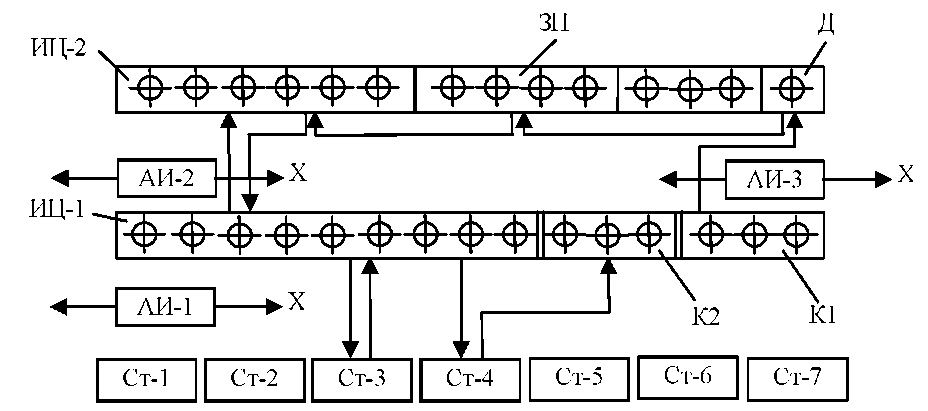 ИЦ-2
ЗП
Д
АИ-2
Х
АИ-3
Х
ИЦ-1
АИ-1
Х
К2
К1
Ст-1
Ст-2
Ст-3
Ст-4
Ст-5
Ст-6
Ст-7